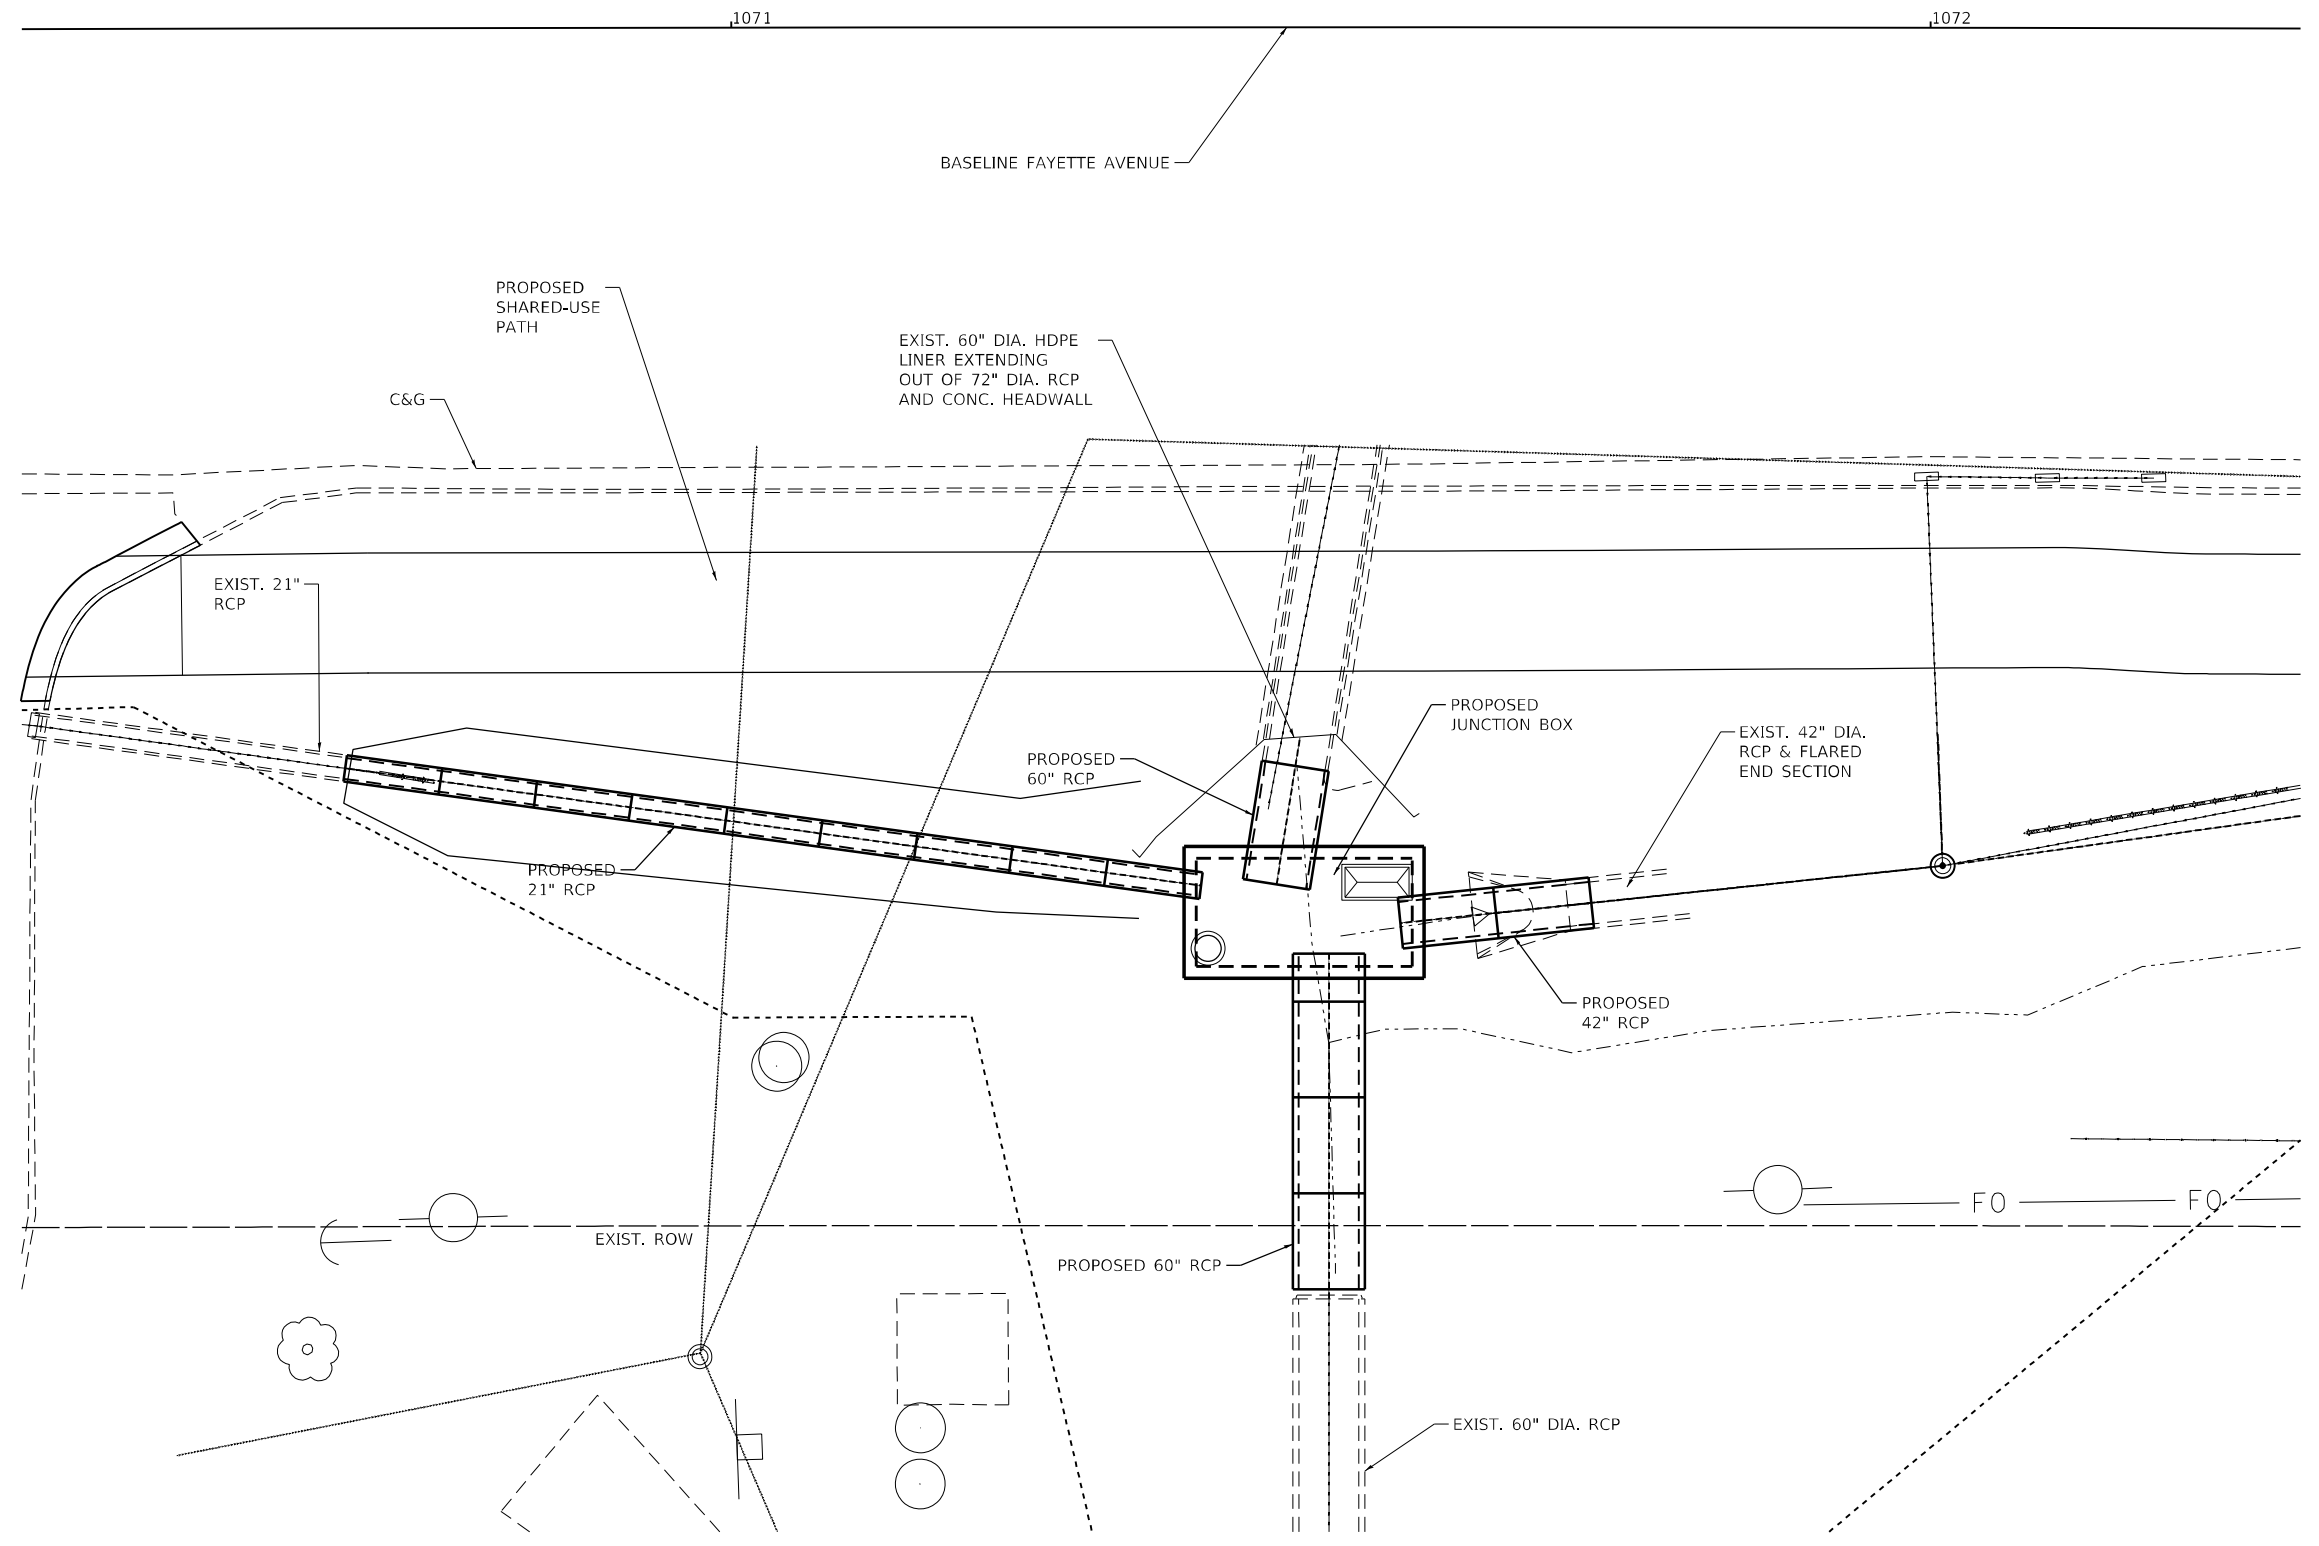 1071
1072
BASELINE FAYETTE AVENUE
PROPOSED
SHARED-USE
PATH
EXIST. 60" DIA. HDPE
LINER EXTENDING
OUT OF 72" DIA. RCP
AND CONC. HEADWALL
C&G
EXIST. 21"
RCP
PROPOSED
JUNCTION BOX
EXIST. 42" DIA.
RCP & FLARED
END SECTION
PROPOSED
60" RCP
PROPOSED
21" RCP
PROPOSED
42" RCP
FO
FO
EXIST. ROW
PROPOSED 60" RCP
EXIST. 60" DIA. RCP